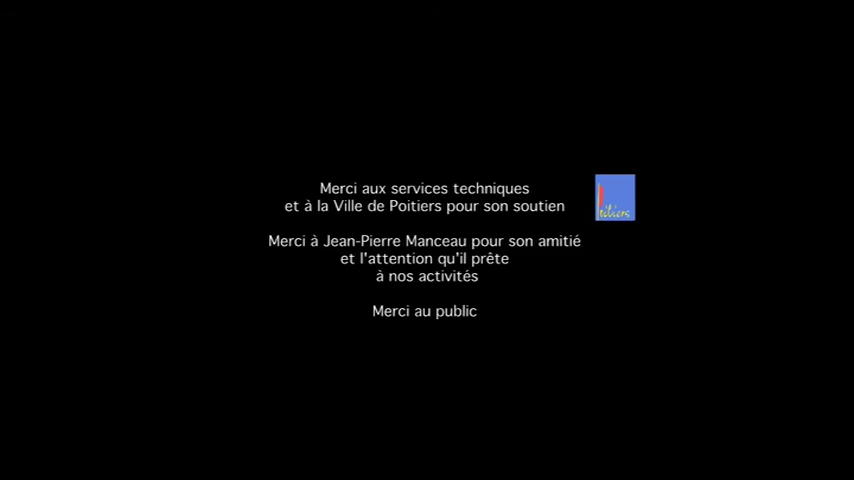 Merci aux services techniques
et à la Ville de Poitiers pour son soutien
Poitiers
Merci à Jean-Pierre Manceau pour son amitié
et l'attention qu'il prête
à nos activités
Merci au public